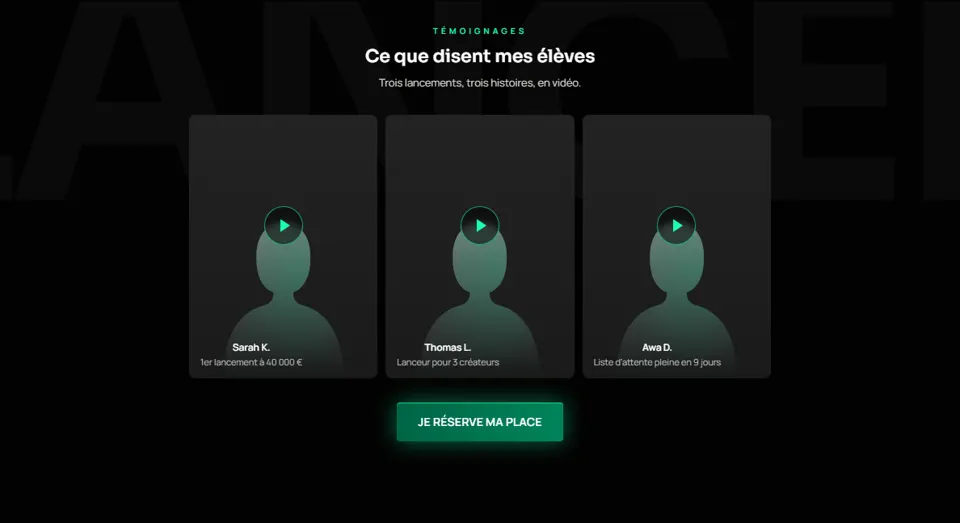 TÉMOIGNAGES
Ce que disent mes élèves
Trois lancements, trois histoires, en vidéo.
Sarah K.
1er lancement à 40 000 €
Thomas L.
Lanceur pour 3 créateurs
Awa D.
Liste d'attente pleine en 9 jours
JE RÉSERVE MA PLACE